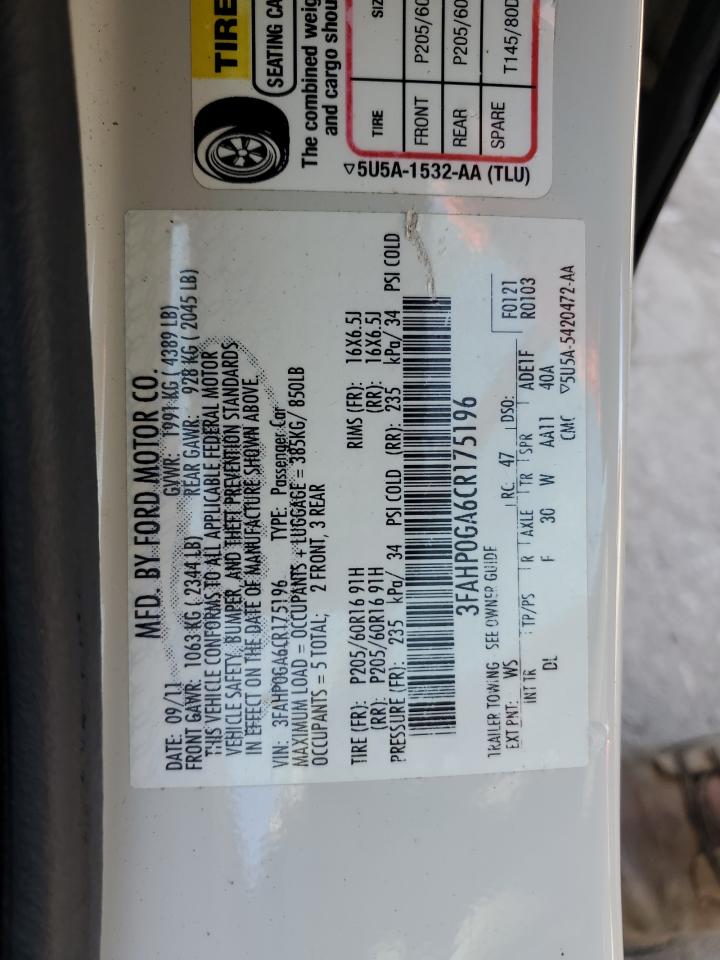 TIRE
SEATING CA
The combined weig
and cargo shou
TIRE SIZ
FRONT P205/60
REAR P205/60
SPARE T145/80D
▽5U5A-1532-AA (TLU)
MFD. BY FORD MOTOR CO.
DATE: 09/11 GVWR: 1991 KG ( 4389 LB)
FRONT GAWR: 1063 KG ( 2344 LB) REAR GAWR: 928 KG ( 2045 LB)
THIS VEHICLE CONFORMS TO ALL APPLICABLE FEDERAL MOTOR
VEHICLE SAFETY, BUMPER, AND THEFT PREVENTION STANDARDS
IN EFFECT ON THE DATE OF MANUFACTURE SHOWN ABOVE.
VIN: 3FAHP0GA6CR175196 TYPE: Passenger Car
MAXIMUM LOAD = OCCUPANTS + LUGGAGE = 385KG/ 850LB
OCCUPANTS = 5 TOTAL; 2 FRONT, 3 REAR
TIRE (FR): P205/60R16 91H RIMS (FR): 16X6.5J
(RR): P205/60R16 91H (RR): 16X6.5J
PRESSURE (FR): 235 kPa/ 34 PSI COLD (RR): 235 kPa/ 34 PSI COLD
3FAHP0GA6CR175196
F0121
R0103
TRAILER TOWING SEE OWNER GUIDE
EXT PNT: WS RC: 47 DSO:
INT TR TP/PS R AXLE TR SPR ADE1F
DL F 30 W AA11 40A
CMC ▽5U5A-5420472-AA